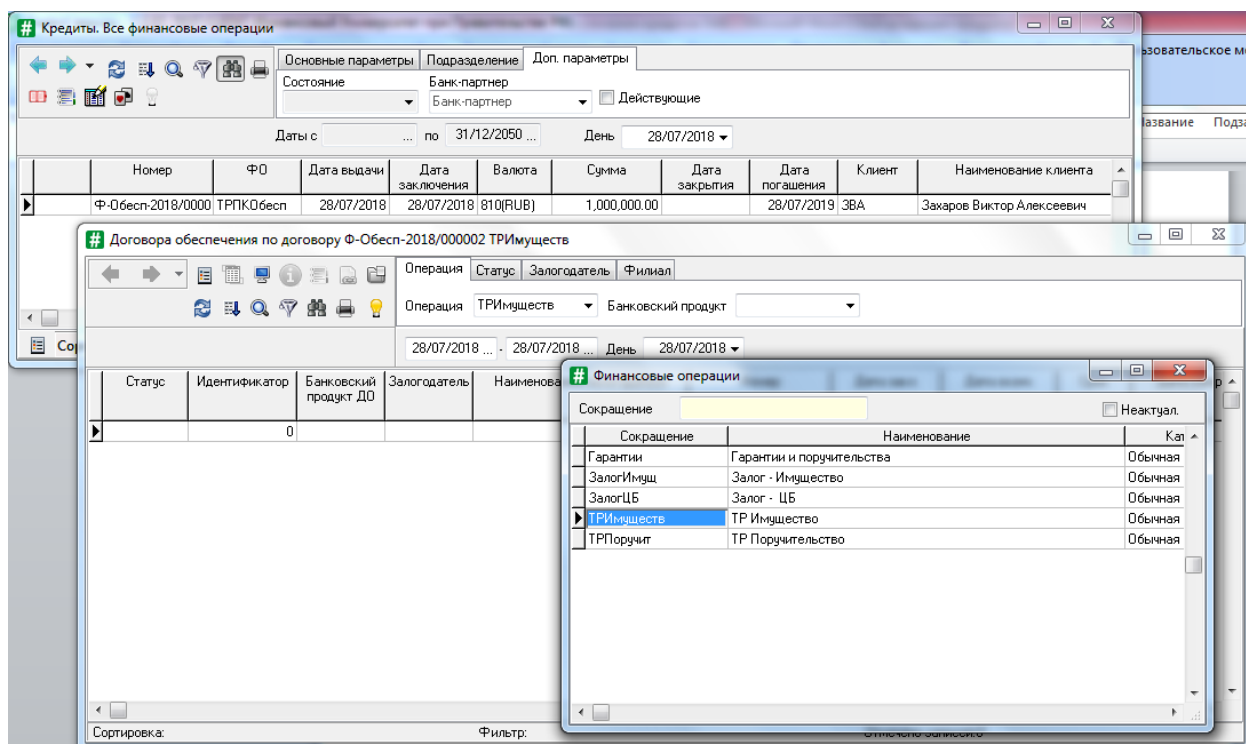 Кредиты. Все финансовые операции
Основные параметры Подразделение Доп. параметры
Состояние Банк-партнер
Банк-партнер Действующие
Даты с ... по 31/12/2050 ... День 28/07/2018
Номер ФО Дата выдачи Дата заключения Валюта Сумма Дата закрытия Дата погашения Клиент Наименование клиента
Ф-Обесп-2018/0000 ТРПКОбесп 28/07/2018 28/07/2018 810(RUB) 1,000,000.00 28/07/2019 ЗВА Захаров Виктор Алексеевич
Название
Договора обеспечения по договору Ф-Обесп-2018/000002 ТРИмуществ
Операция Статус Залогодатель Филиал
Операция ТРИмуществ Банковский продукт
28/07/2018 ... - 28/07/2018 ... День 28/07/2018
Статус Идентификатор Банковский продукт ДО Залогодатель Наименова
0
Сортировка: Фильтр:
Финансовые операции
Сокращение Неактуал.
Сокращение Наименование Кат
Гарантии Гарантии и поручительства Обычная
ЗалогИмущ Залог - Имущество Обычная
ЗалогЦБ Залог - ЦБ Обычная
ТРИмуществ ТР Имущество Обычная
ТРПоручит ТР Поручительство Обычная